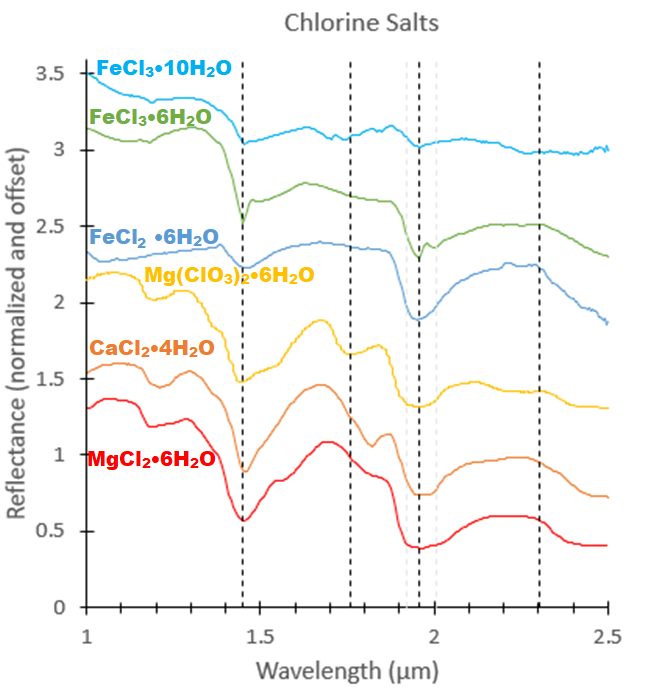 Chlorine Salts
3.5
FeCl₃•10H₂O
FeCl₃•6H₂O
3
2.5
FeCl₂ •6H₂O
Mg(ClO₃)₂•6H₂O
2
CaCl₂•4H₂O
1.5
MgCl₂•6H₂O
1
0.5
0
1 1.5 2 2.5
Wavelength (µm)
Reflectance (normalized and offset)